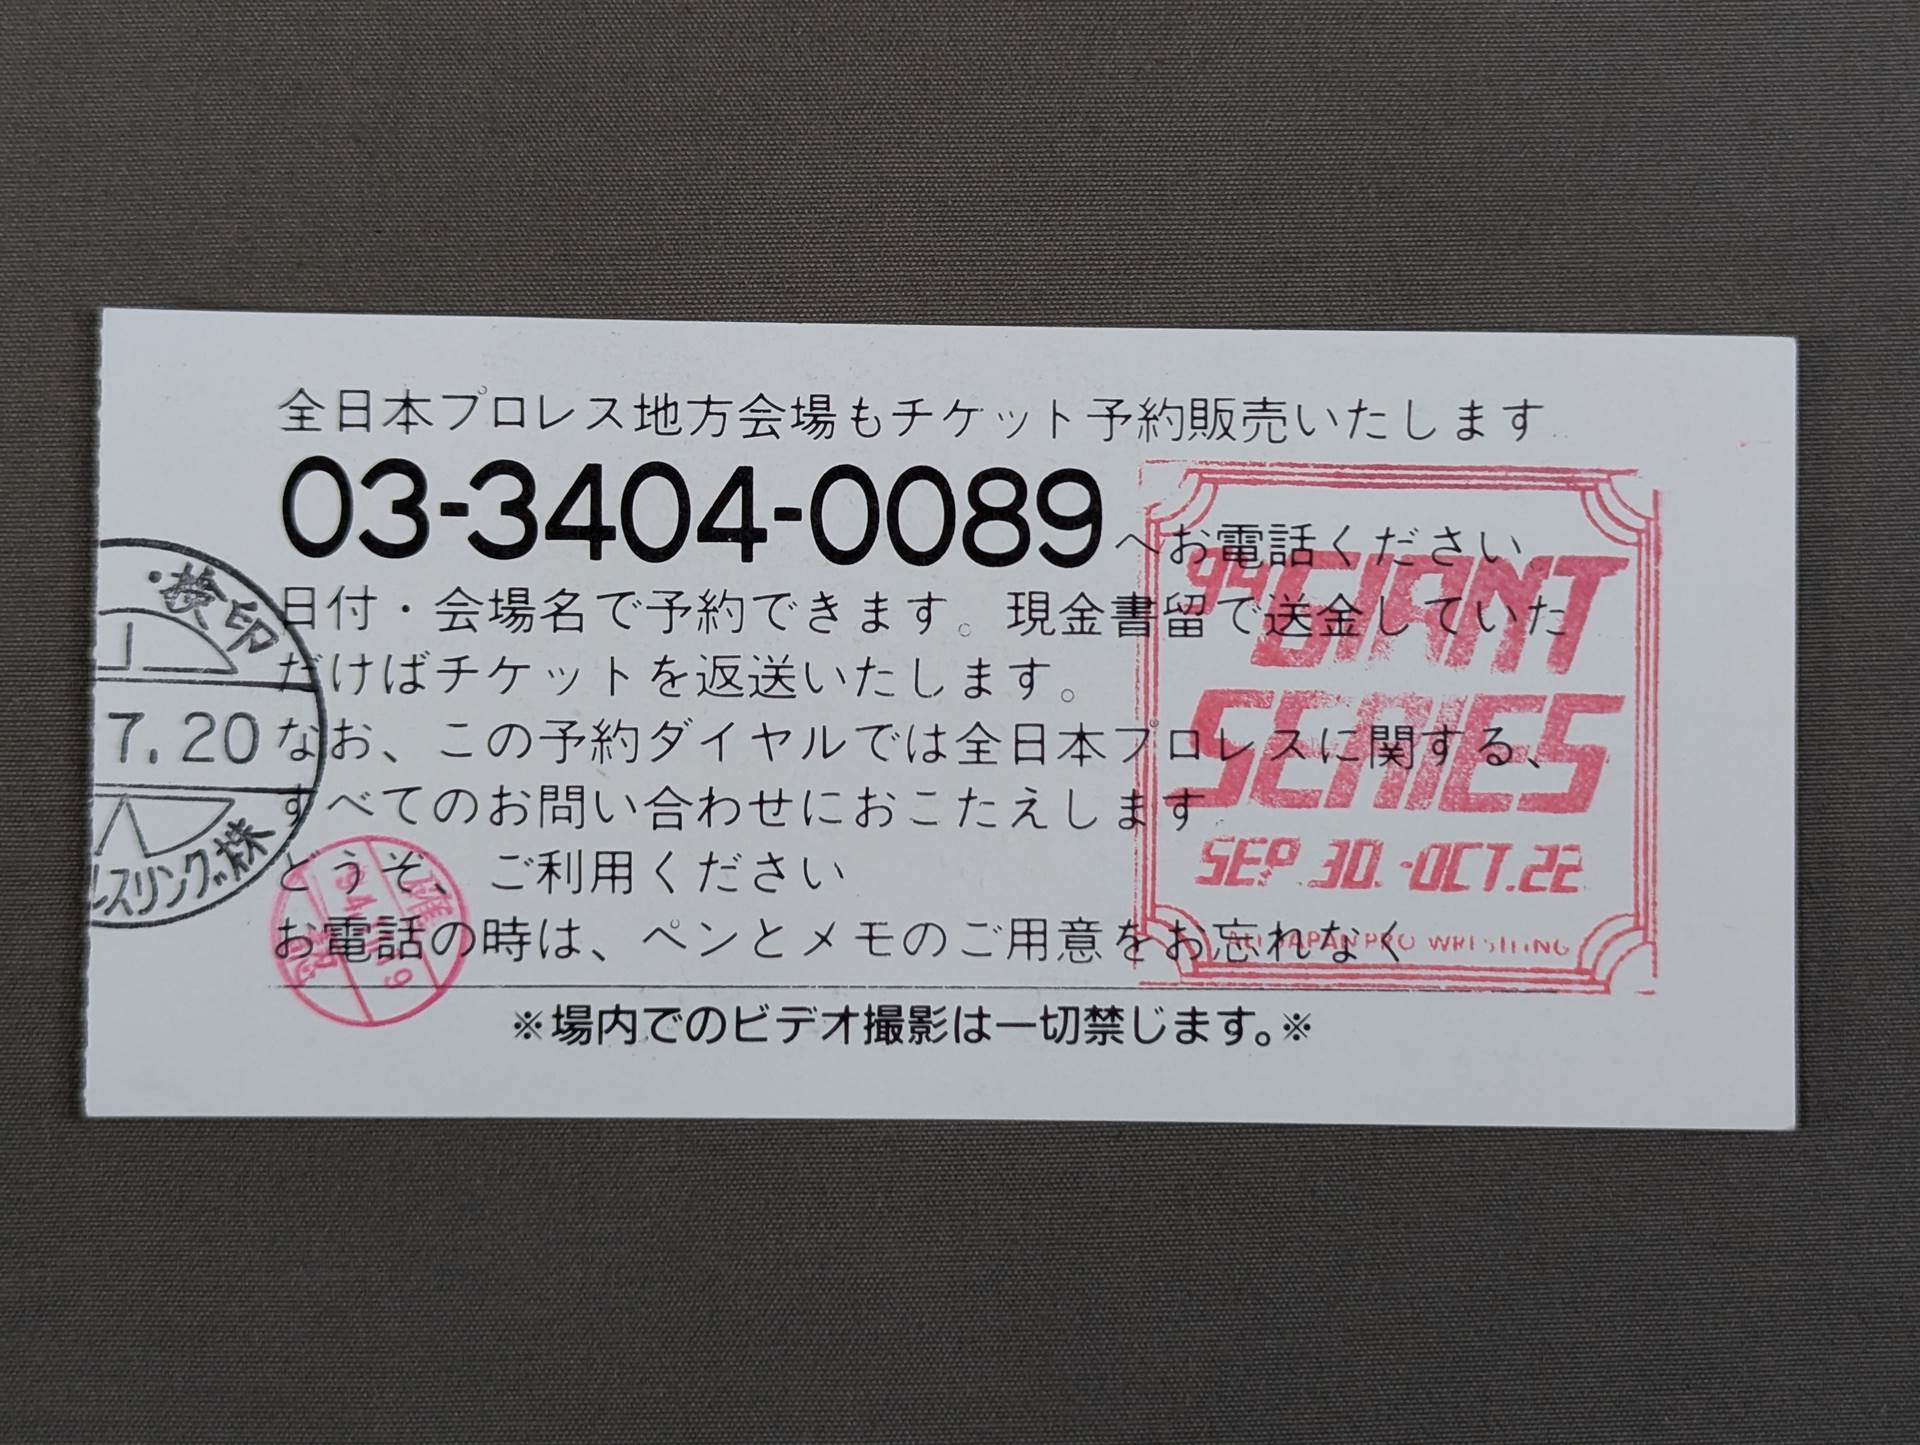 全日本プロレス地方会場もチケット予約販売いたします
03-3404-0089へお電話ください。
日付・会場名で予約できます。現金書留で送金していた
だけばチケットを返送いたします。
なお、この予約ダイヤルでは全日本プロレスに関する、
すべてのお問い合わせにおこたえします
どうぞ、ご利用ください
お電話の時は、ペンとメモのご用意をお忘れなく
※場内でのビデオ撮影は一切禁じます。※
・検印
7.20
レスリング㈱
'94 GIANT
SERIES
SEP.30.-OCT.22
ALL JAPAN PRO WRESTLING